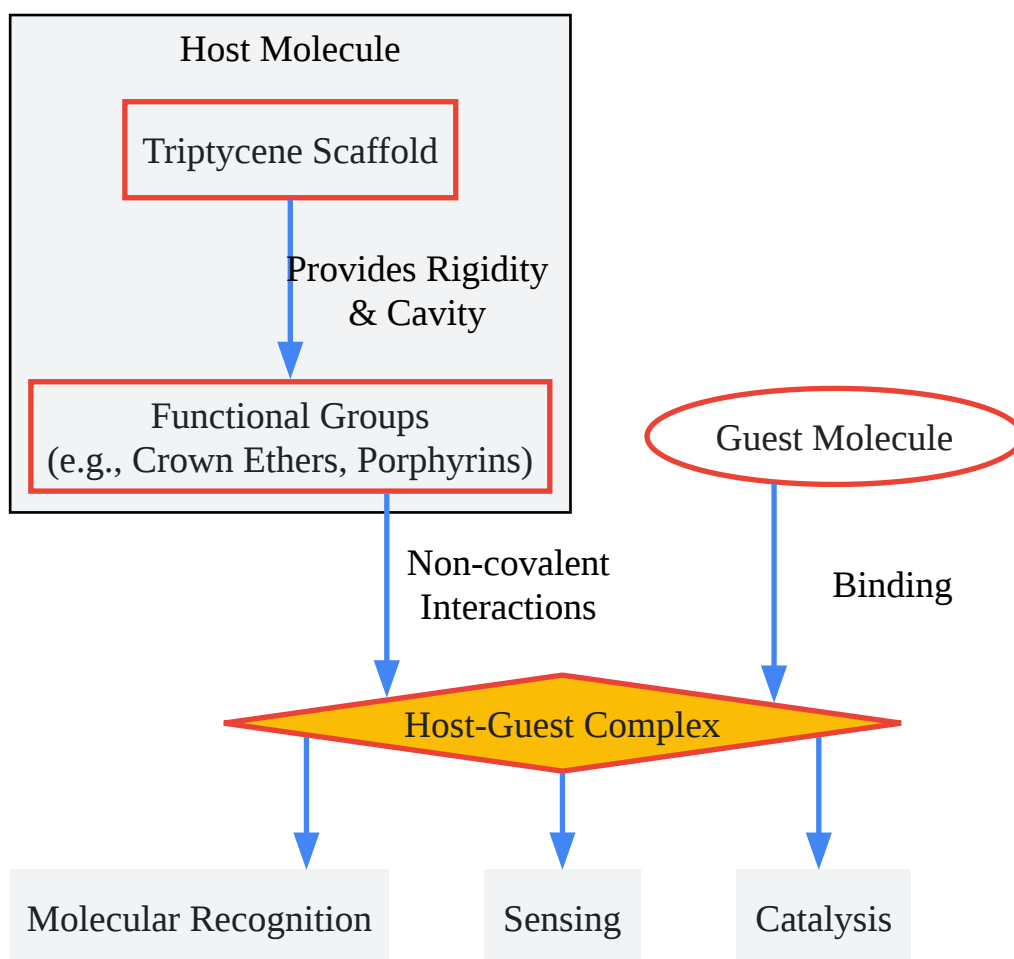 Host Molecule
Triptycene Scaffold
Provides Rigidity
& Cavity
Functional Groups
(e.g., Crown Ethers, Porphyrins)
Guest Molecule
Non-covalent
Interactions
Binding
Host-Guest Complex
Molecular Recognition
Sensing
Catalysis